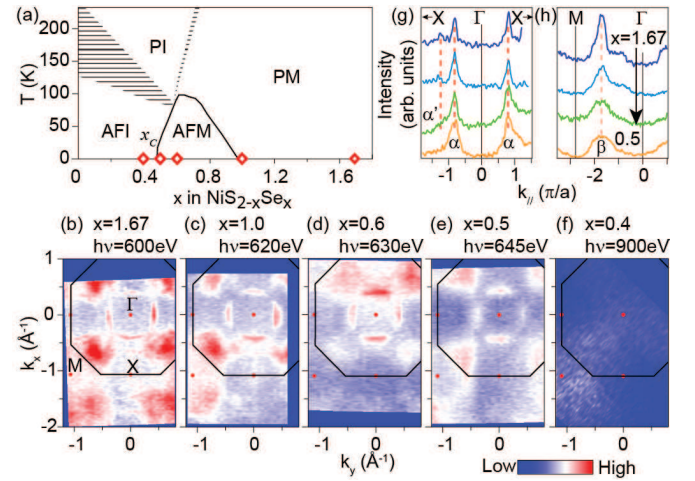 (a)
T (K)
200
150
100
50
0
PI
PM
AFI
x_c
AFM
0
0.4
0.8
1.2
1.6
x in NiS2-xSex
(g)
X
Γ
X
Intensity
(arb. units)
α'
α
α
-1
0
1
k// (π/a)
(h)
M
Γ
x=1.67
0.5
β
-2
0
(b) x=1.67
hν=600eV
(c) x=1.0
hν=620eV
(d) x=0.6
hν=630eV
(e) x=0.5
hν=645eV
(f) x=0.4
hν=900eV
kx (Å-1)
1
0
-1
-2
Γ
M
X
-1 0
-1 0
-1 0
-1 0
-1 0
ky (Å-1)
Low
High